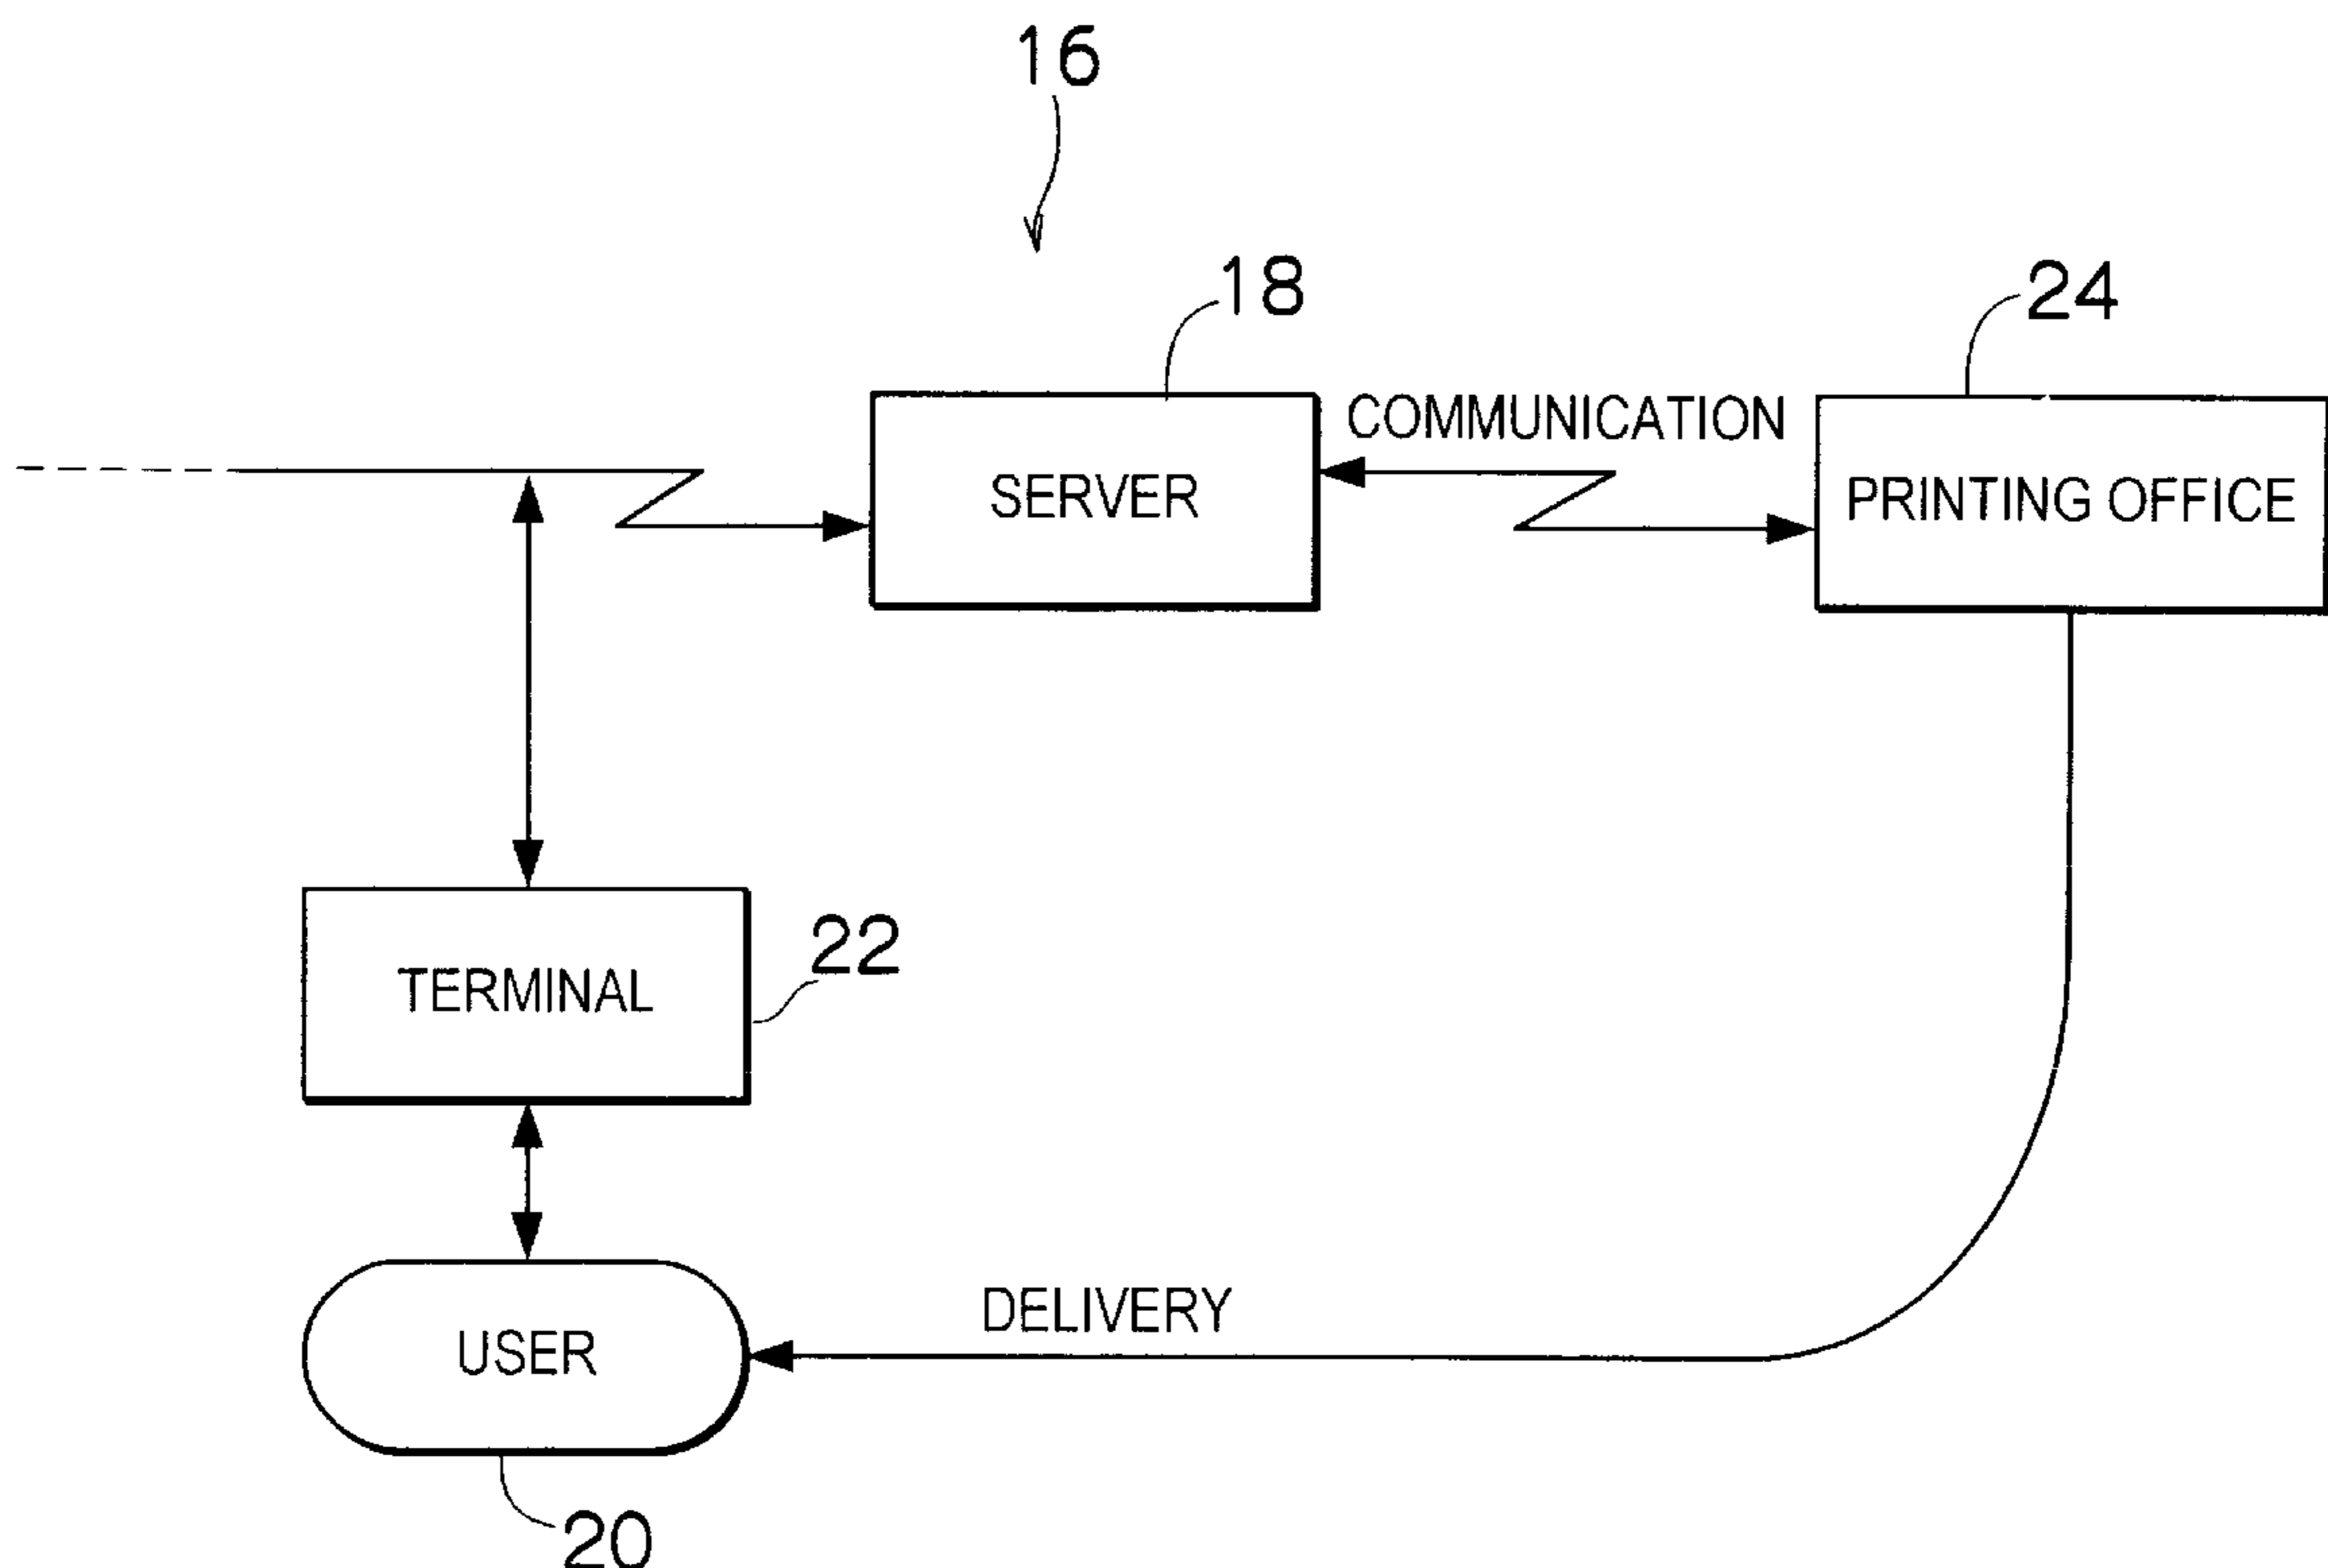 16
18
24
COMMUNICATION
SERVER
PRINTING OFFICE
22
TERMINAL
DELIVERY
USER
20